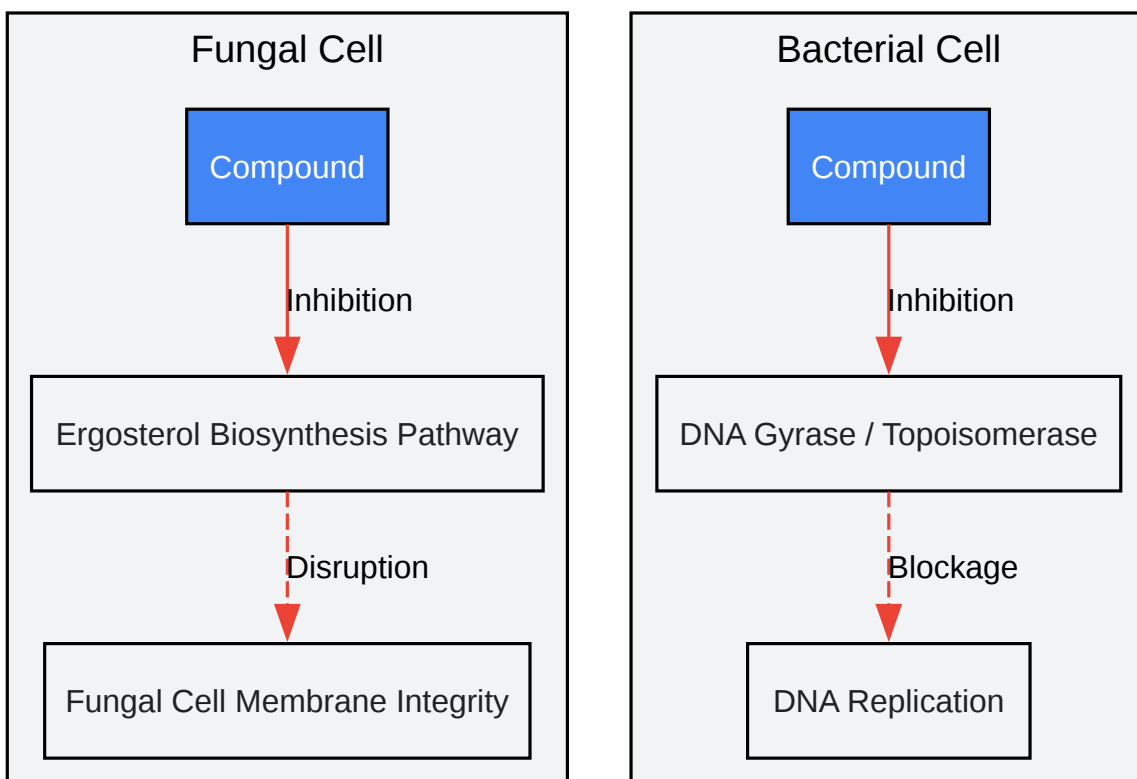 Fungal Cell
Compound
Inhibition
Ergosterol Biosynthesis Pathway
Disruption
Fungal Cell Membrane Integrity
Bacterial Cell
Compound
Inhibition
DNA Gyrase / Topoisomerase
Blockage
DNA Replication